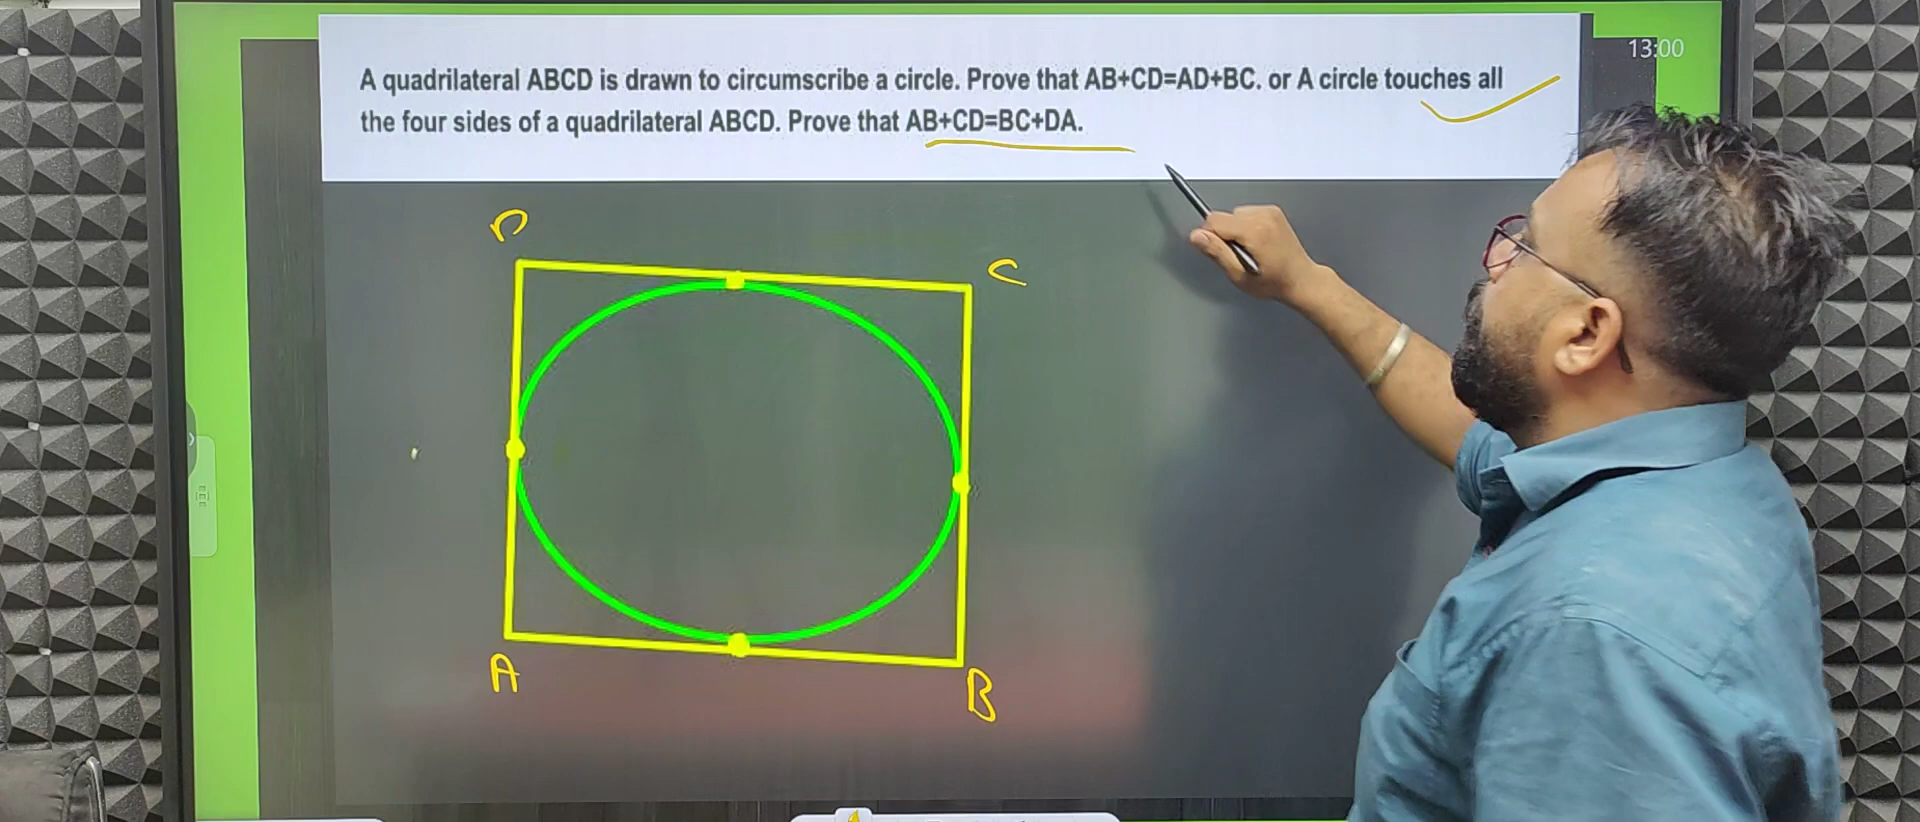 A quadrilateral ABCD is drawn to circumscribe a circle. Prove that AB+CD=AD+BC. or A circle touches all
the four sides of a quadrilateral ABCD. Prove that AB+CD=BC+DA.
13:00
D
C
A
B